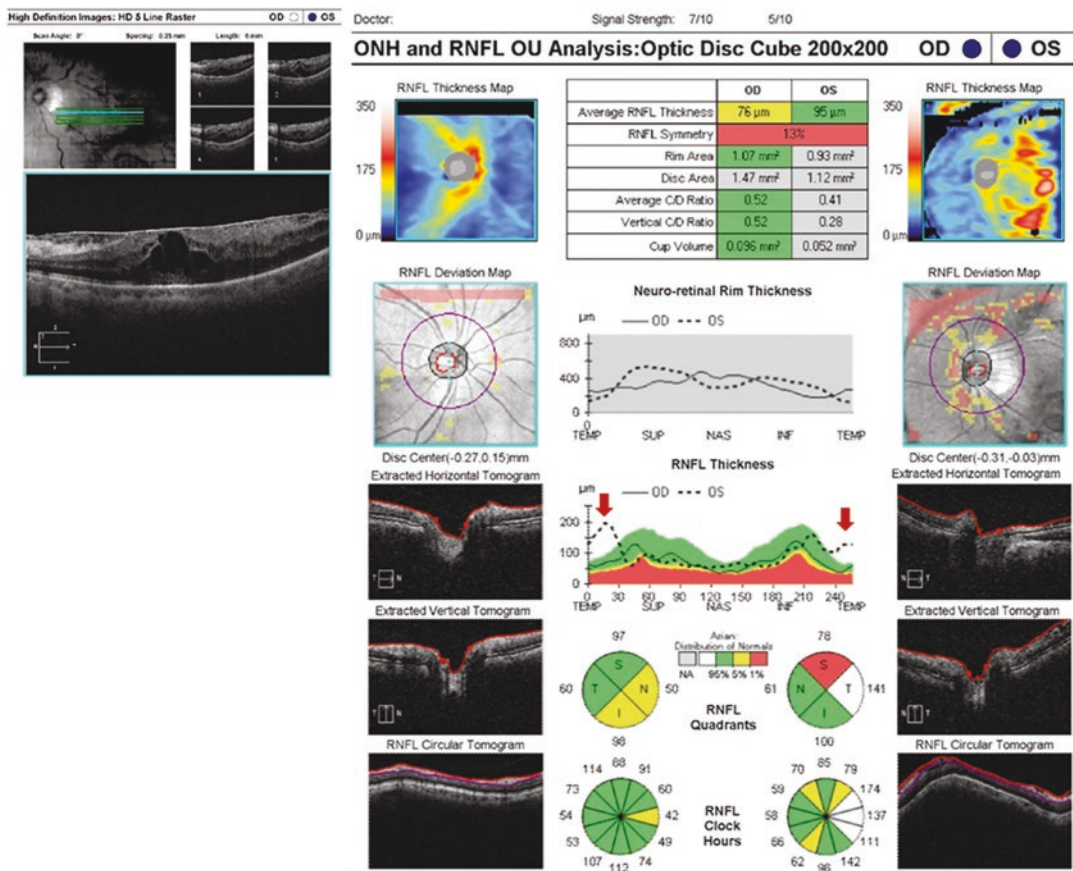 High Definition Images: HD 5 Line Raster OD OS
Scan Angle: 0° Spacing: 0.25 mm Length: 6 mm
Doctor: Signal Strength: 7/10 5/10
ONH and RNFL OU Analysis:Optic Disc Cube 200x200 OD OS
RNFL Thickness Map
350
175
0 μm
OD OS
Average RNFL Thickness 76 μm 95 μm
RNFL Symmetry 13%
Rim Area 1.07 mm² 0.93 mm²
Disc Area 1.47 mm² 1.12 mm²
Average C/D Ratio 0.52 0.41
Vertical C/D Ratio 0.52 0.28
Cup Volume 0.096 mm³ 0.052 mm³
RNFL Thickness Map
350
175
0 μm
RNFL Deviation Map
Disc Center(-0.27,0.15)mm
Neuro-retinal Rim Thickness
μm OD OS
800
400
0
0
TEMP SUP NAS INF TEMP
RNFL Deviation Map
Disc Center(-0.31,-0.03)mm
Extracted Horizontal Tomogram
T N
RNFL Thickness
μm OD OS
200
100
0
0 30 60 90 120 150 180 210 240
TEMP SUP NAS INF TEMP
Extracted Horizontal Tomogram
T N
Extracted Vertical Tomogram
T N
Asian:
Distribution of Normals
NA 95% 5% 1%
97
60 S T N I 50
98
RNFL
Quadrants
78
61 S N T I 141
100
Extracted Vertical Tomogram
T N
RNFL Circular Tomogram
88
114 91
73 60
54 42
53 49
107 74
112
RNFL
Clock
Hours
85
70 79
59 174
58 137
66 111
62 142
96
RNFL Circular Tomogram